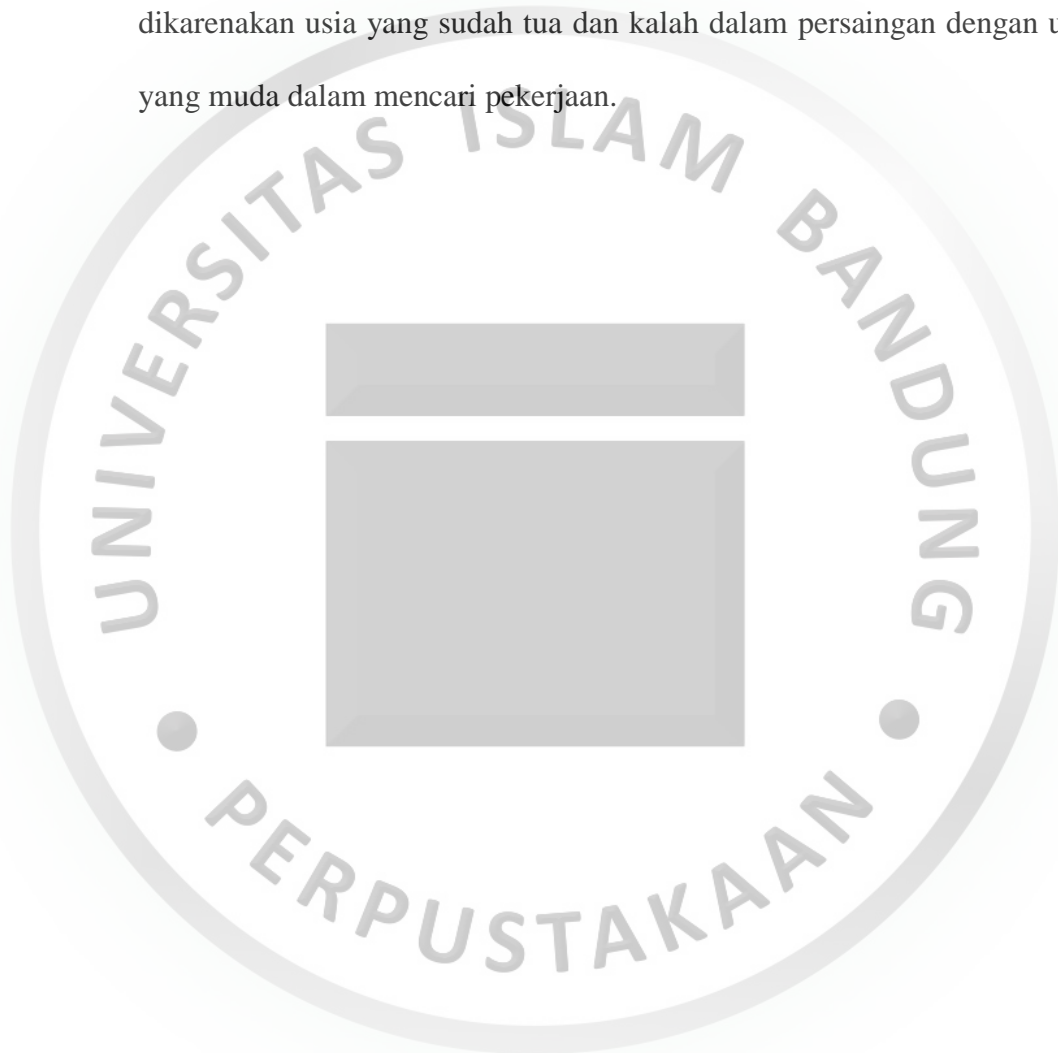 dikarenakan usia yang sudah tua dan kalah dalam persaingan dengan
yang muda dalam mencari pekerjaan.
UNIVERSITAS ISLAM BANDUNG
PERPUSTAKAAN